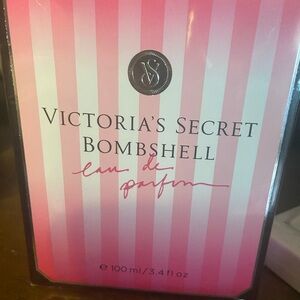 VS
VICTORIA'S SECRET
BOMBSHELL
eau de
parfum
e 100 ml / 3.4 fl oz